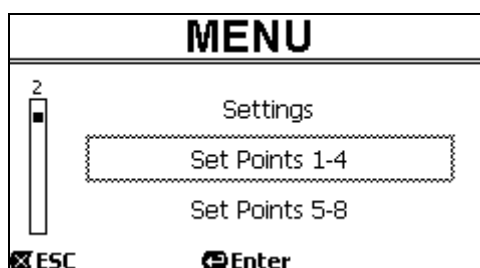 MENU
2
Settings
Set Points 1-4
Set Points 5-8
ESC Enter